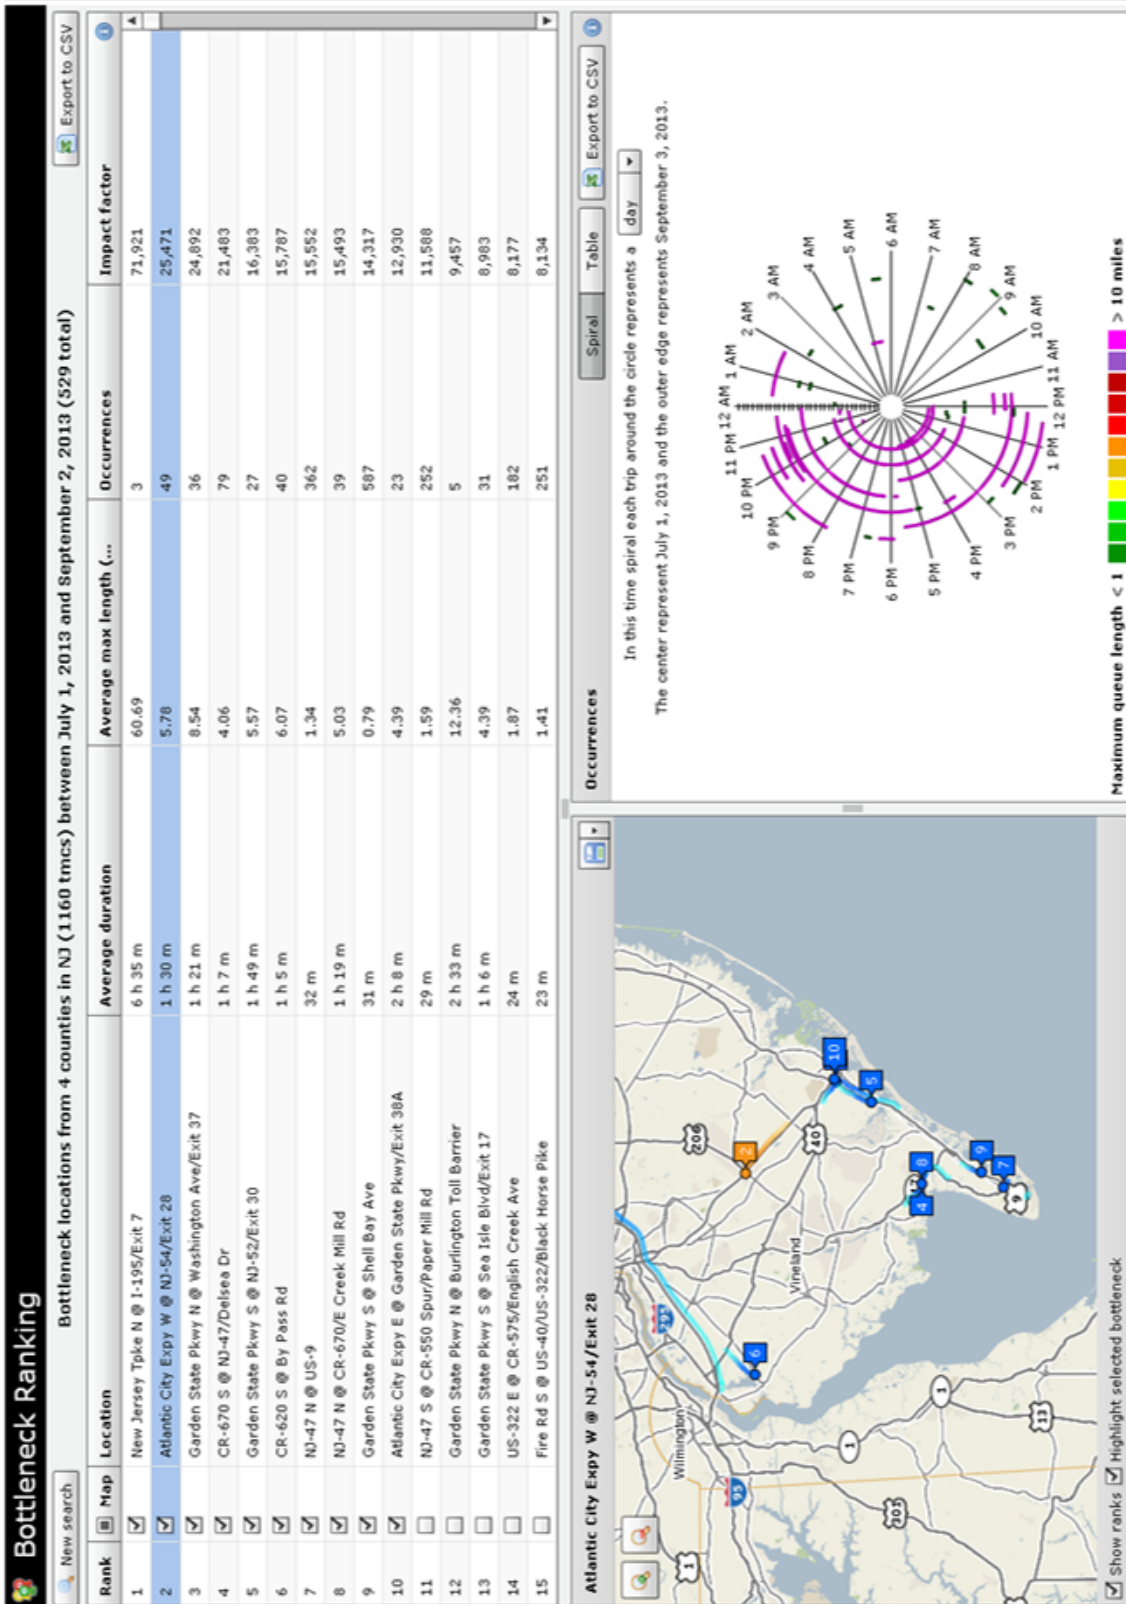 Bottleneck Ranking
New search
Bottleneck locations from 4 counties in NJ (1160 tmcs) between July 1, 2013 and September 2, 2013 (529 total)
Export to CSV
Rank Map Location Average duration Average max length (... Occurrences Impact factor
1 New Jersey Tpke N @ I-195/Exit 7 6 h 35 m 60.69 3 71,921
2 Atlantic City Expy W @ NJ-54/Exit 28 1 h 30 m 5.78 49 25,471
3 Garden State Pkwy N @ Washington Ave/Exit 37 1 h 21 m 8.54 36 24,892
4 CR-670 S @ NJ-47/Delsea Dr 1 h 7 m 4.06 79 21,483
5 Garden State Pkwy S @ NJ-52/Exit 30 1 h 49 m 5.57 27 16,383
6 CR-620 S @ By Pass Rd 1 h 5 m 6.07 40 15,787
7 NJ-47 N @ US-9 32 m 1.34 362 15,552
8 NJ-47 N @ CR-670/E Creek Mill Rd 1 h 19 m 5.03 39 15,493
9 Garden State Pkwy S @ Shell Bay Ave 31 m 0.79 587 14,317
10 Atlantic City Expy E @ Garden State Pkwy/Exit 38A 2 h 8 m 4.39 23 12,930
11 NJ-47 S @ CR-550 Spur/Paper Mill Rd 29 m 1.59 252 11,588
12 Garden State Pkwy N @ Burlington Toll Barrier 2 h 33 m 12.36 5 9,457
13 Garden State Pkwy S @ Sea Isle Blvd/Exit 17 1 h 6 m 4.39 31 8,983
14 US-322 E @ CR-575/English Creek Ave 24 m 1.87 182 8,177
15 Fire Rd S @ US-40/US-322/Black Horse Pike 23 m 1.41 251 8,134
Atlantic City Expy W @ NJ-54/Exit 28
1
95
Wilmington
295
206
6
2
40
Vineland
10
5
301
1
1
4
8
9
7
9
13
Show ranks Highlight selected bottleneck
Occurrences
Spiral Table Export to CSV
In this time spiral each trip around the circle represents a day
The center represent July 1, 2013 and the outer edge represents September 3, 2013.
12 AM
1 AM
2 AM
3 AM
4 AM
5 AM
6 AM
7 AM
8 AM
9 AM
10 AM
11 AM
12 PM
1 PM
2 PM
3 PM
4 PM
5 PM
6 PM
7 PM
8 PM
9 PM
10 PM
11 PM
Maximum queue length < 1 > 10 miles